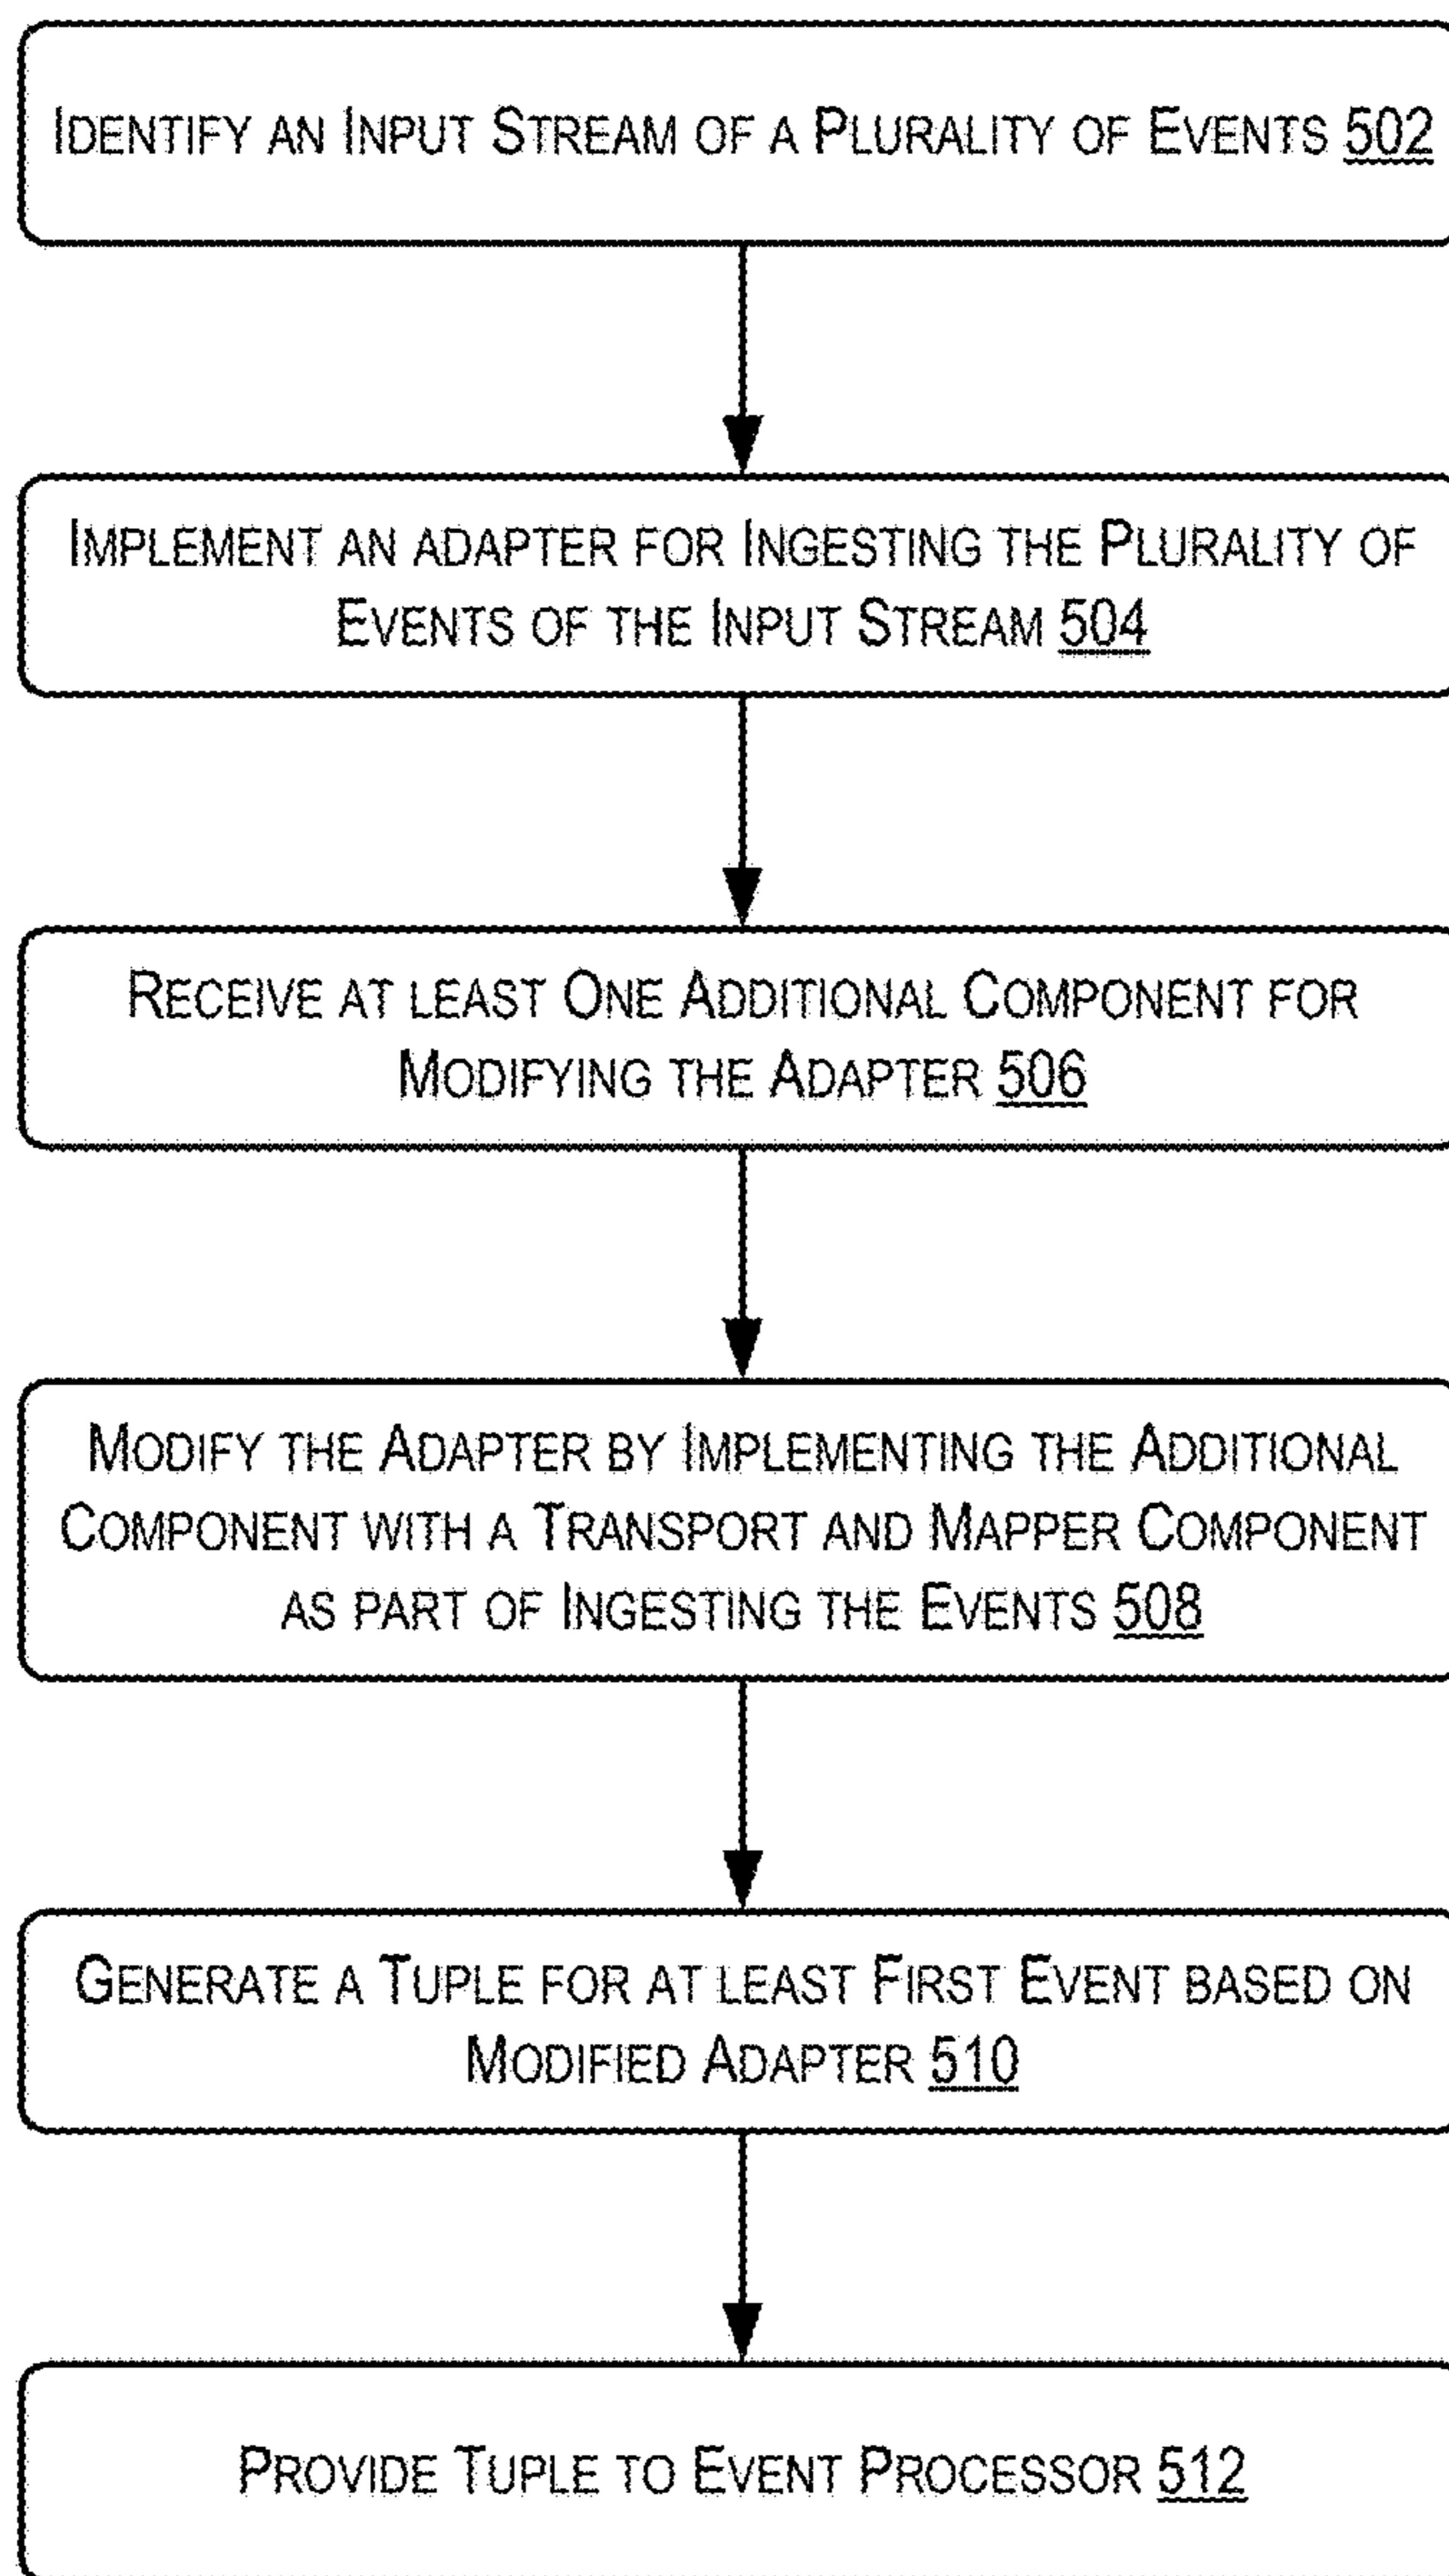 IDENTIFY AN INPUT STREAM OF A PLURALITY OF EVENTS 502
IMPLEMENT AN ADAPTER FOR INGESTING THE PLURALITY OF
EVENTS OF THE INPUT STREAM 504
RECEIVE AT LEAST ONE ADDITIONAL COMPONENT FOR
MODIFYING THE ADAPTER 506
MODIFY THE ADAPTER BY IMPLEMENTING THE ADDITIONAL
COMPONENT WITH A TRANSPORT AND MAPPER COMPONENT
AS PART OF INGESTING THE EVENTS 508
GENERATE A TUPLE FOR AT LEAST FIRST EVENT BASED ON
MODIFIED ADAPTER 510
PROVIDE TUPLE TO EVENT PROCESSOR 512